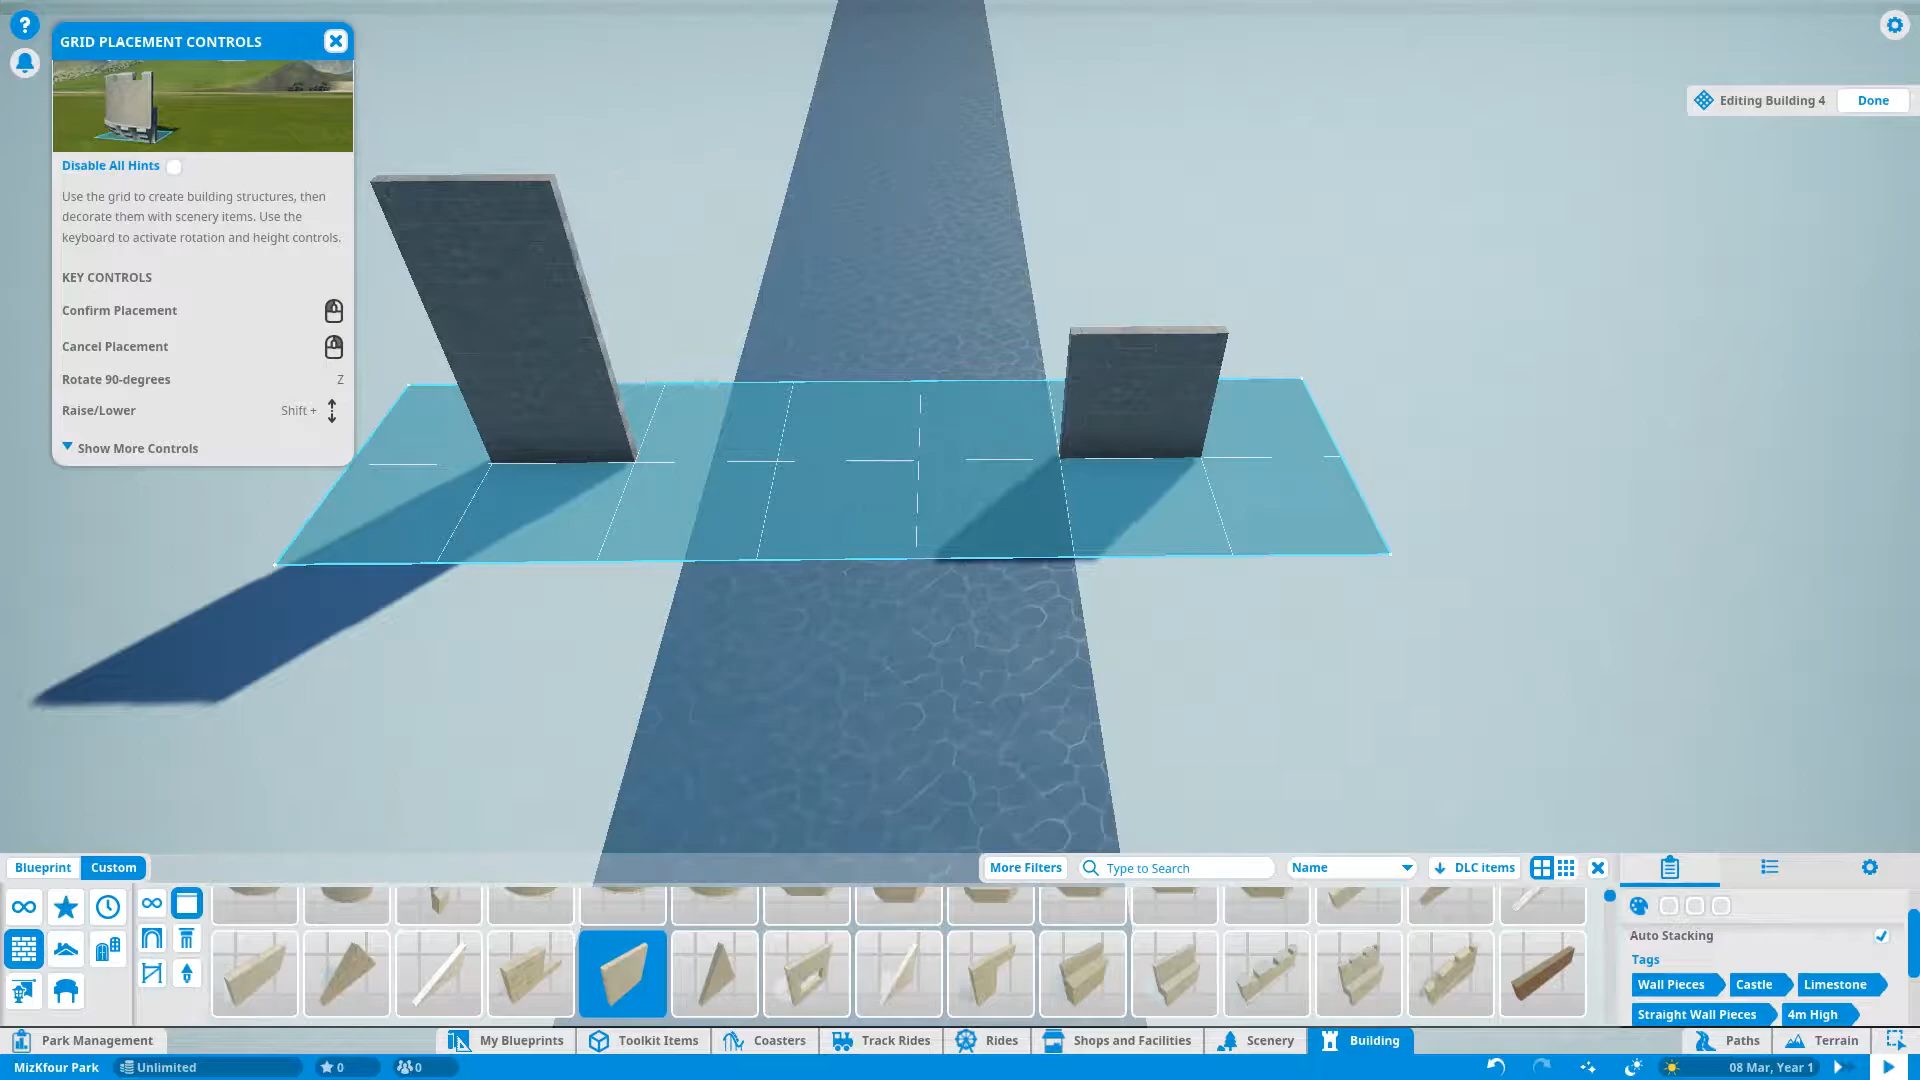 ?
GRID PLACEMENT CONTROLS
Disable All Hints
Use the grid to create building structures, then
decorate them with scenery items. Use the
keyboard to activate rotation and height controls.
KEY CONTROLS
Confirm Placement
Cancel Placement
Rotate 90-degrees Z
Raise/Lower Shift +
Show More Controls
Editing Building 4 Done
Blueprint Custom
More Filters Type to Search Name DLC items
Auto Stacking
Tags
Wall Pieces Castle Limestone
Straight Wall Pieces 4m High
Park Management My Blueprints Toolkit Items Coasters Track Rides Rides Shops and Facilities Scenery Building Paths Terrain
MizKfour Park Unlimited 0 0 08 Mar, Year 1